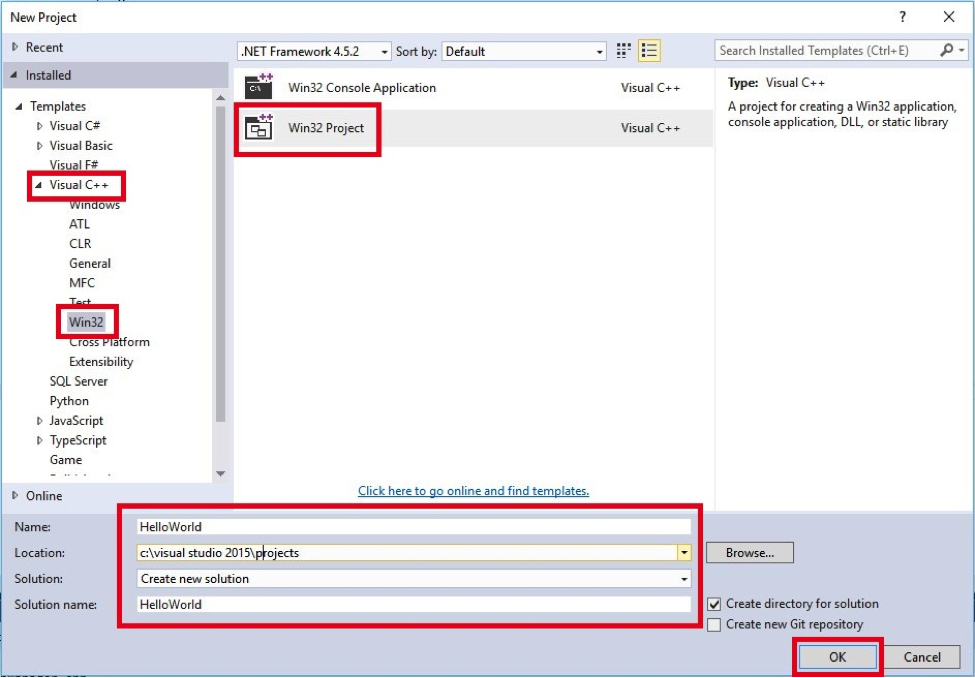 New Project
?
Recent
.NET Framework 4.5.2
Sort by:
Default
Search Installed Templates (Ctrl+E)
Installed
Templates
Visual C#
Visual Basic
Visual F#
Visual C++
Windows
ATL
CLR
General
MFC
Test
Win32
Cross Platform
Extensibility
SQL Server
Python
JavaScript
TypeScript
Game
Online
Win32 Console Application
Visual C++
Win32 Project
Visual C++
Click here to go online and find templates.
Type: Visual C++
A project for creating a Win32 application,
console application, DLL, or static library
Name:
HelloWorld
Location:
c:\visual studio 2015\projects
Browse...
Solution:
Create new solution
Solution name:
HelloWorld
Create directory for solution
Create new Git repository
OK
Cancel